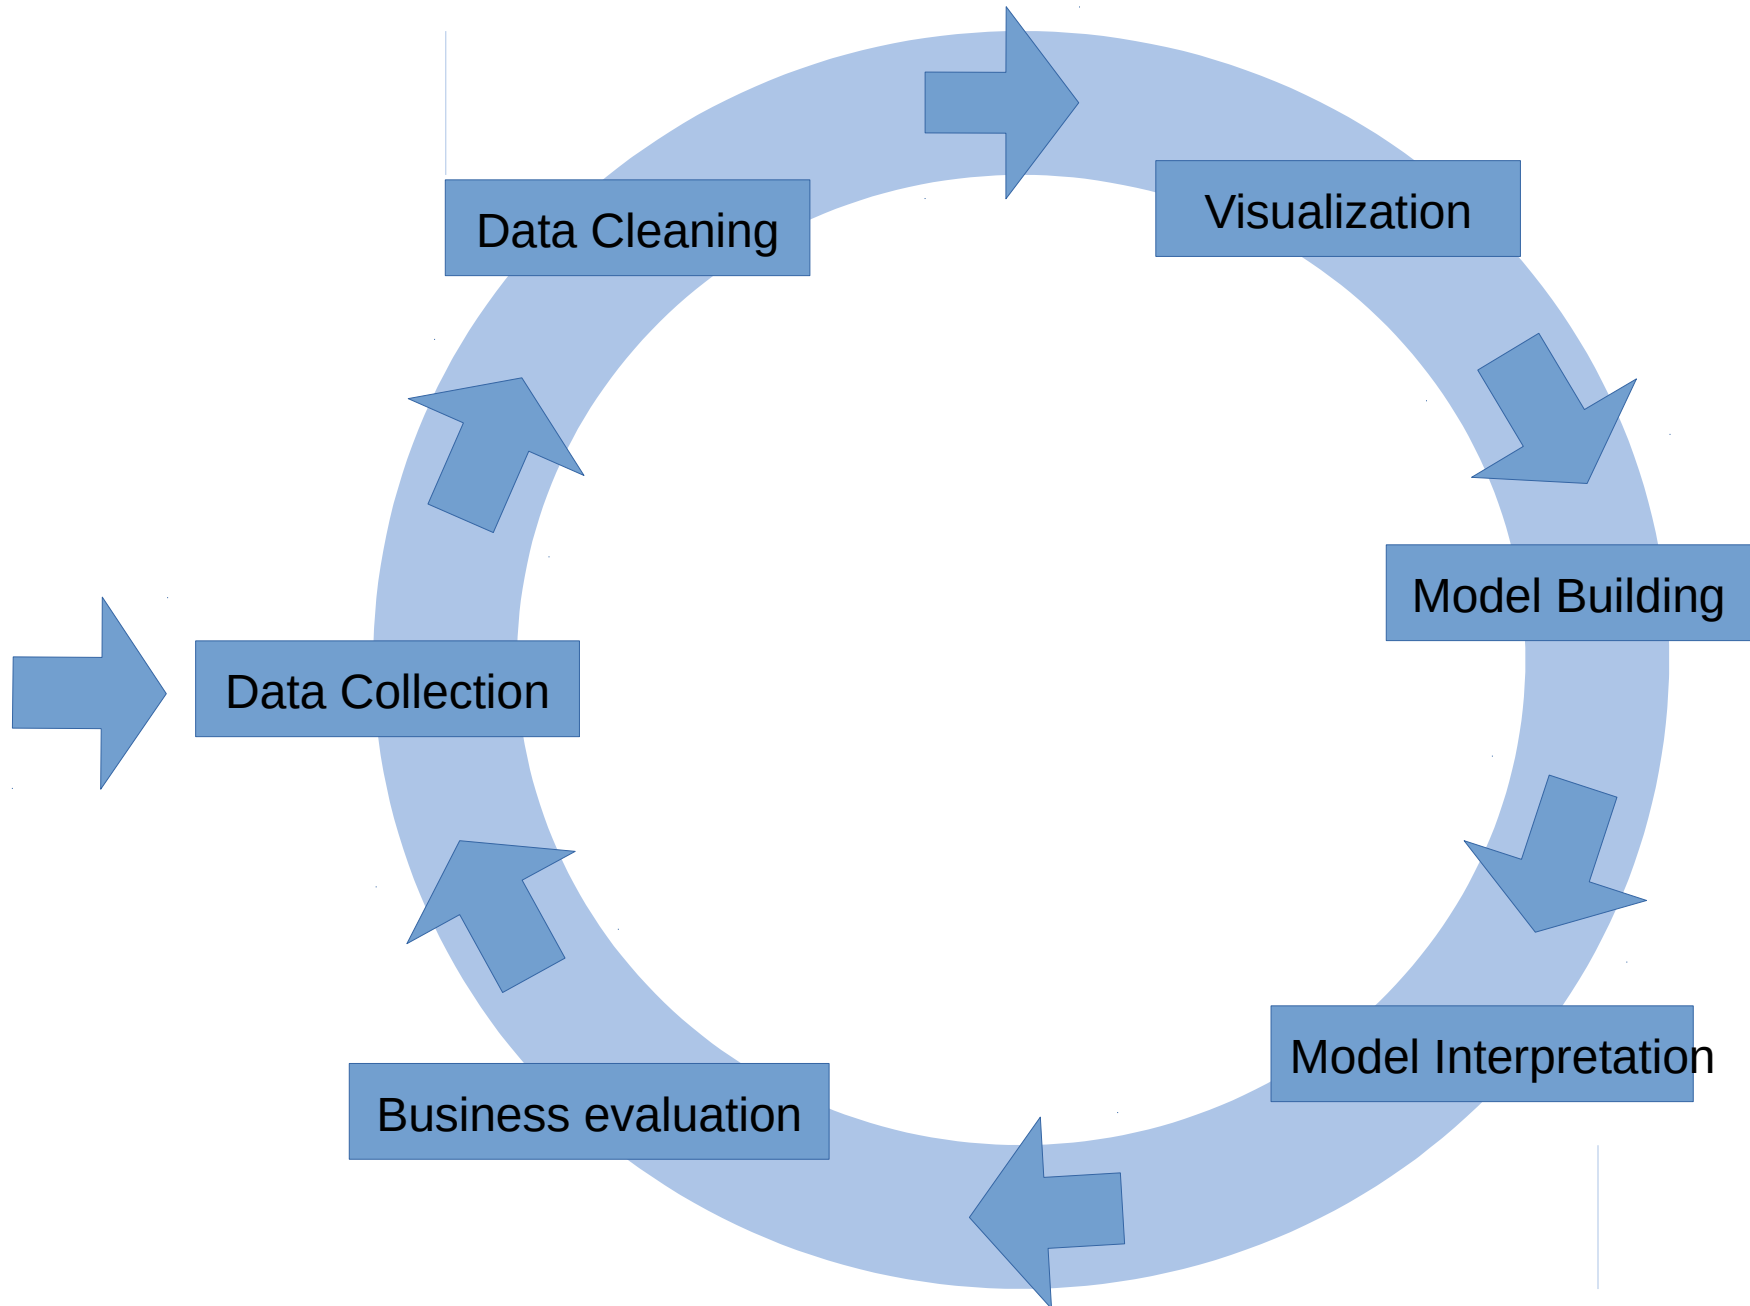 Data Cleaning
Visualization
Model Building
Data Collection
Model Interpretation
Business evaluation